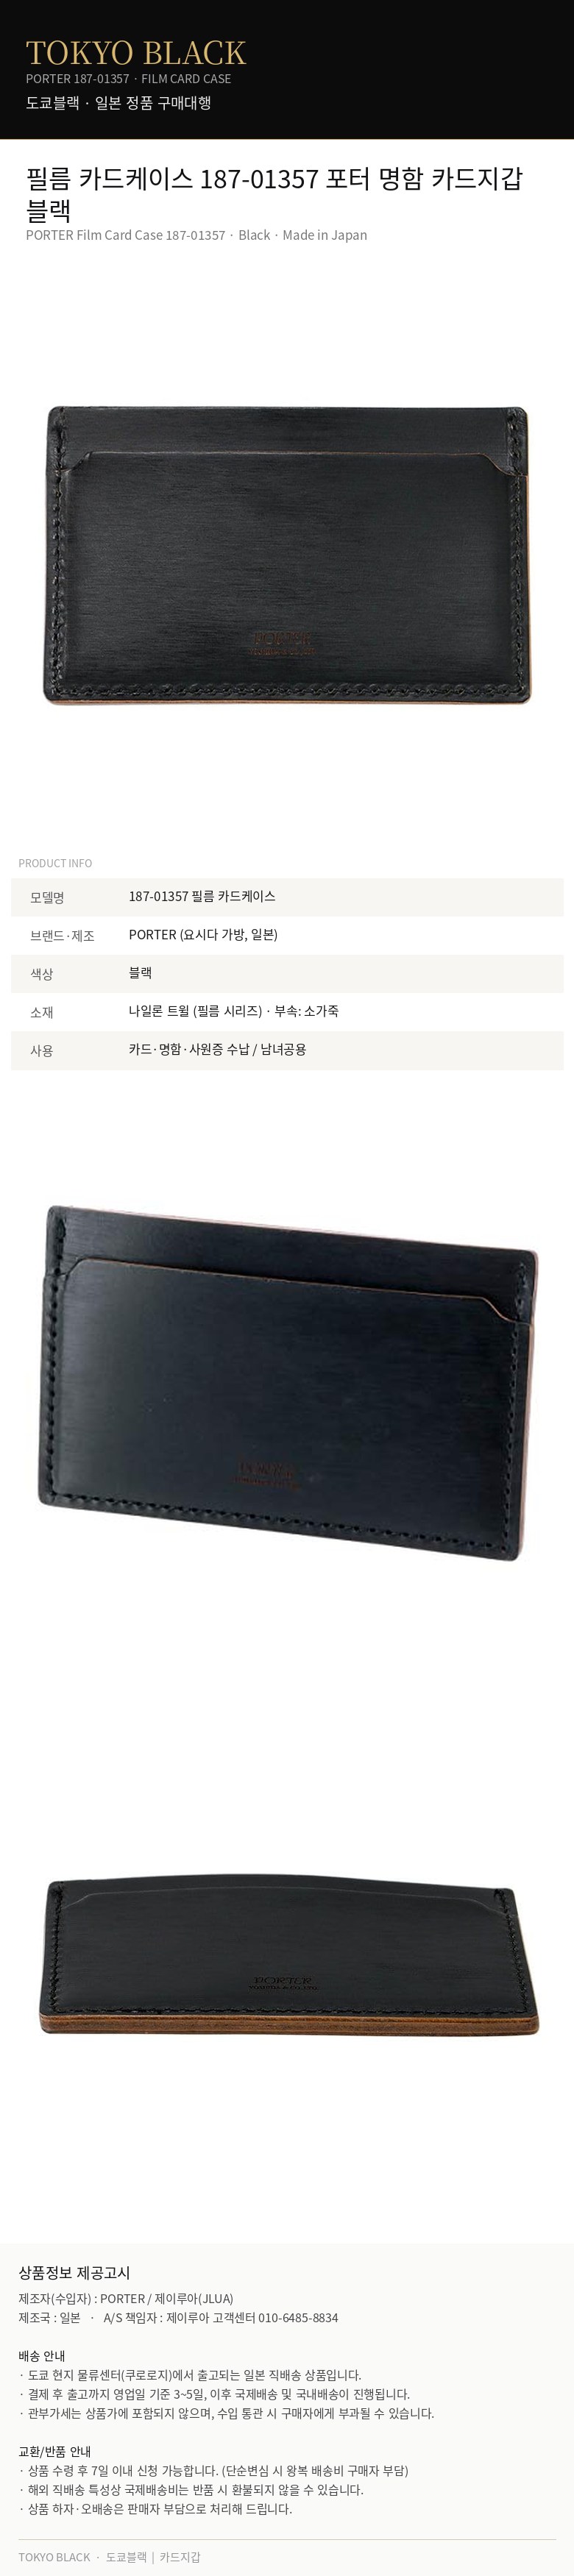 TOKYO BLACK
PORTER 187-01357 · FILM CARD CASE
도쿄블랙 · 일본 정품 구매대행
필름 카드케이스 187-01357 포터 명함 카드지갑
블랙
PORTER Film Card Case 187-01357 · Black · Made in Japan
PORTER
PRODUCT INFO
모델명 187-01357 필름 카드케이스
브랜드·제조 PORTER (요시다 가방, 일본)
색상 블랙
소재 나일론 트윌 (필름 시리즈) · 부속: 소가죽
사용 카드·명함·사원증 수납 / 남녀공용
PORTER
PORTER
상품정보 제공고시
제조자(수입자) : PORTER / 제이루아(JLUA)
제조국 : 일본 · A/S 책임자 : 제이루아 고객센터 010-6485-8834
배송 안내
· 도쿄 현지 물류센터(쿠로로지)에서 출고되는 일본 직배송 상품입니다.
· 결제 후 출고까지 영업일 기준 3~5일, 이후 국제배송 및 국내배송이 진행됩니다.
· 관부가세는 상품가에 포함되지 않으며, 수입 통관 시 구매자에게 부과될 수 있습니다.
교환/반품 안내
· 상품 수령 후 7일 이내 신청 가능합니다. (단순변심 시 왕복 배송비 구매자 부담)
· 해외 직배송 특성상 국제배송비는 반품 시 환불되지 않을 수 있습니다.
· 상품 하자·오배송은 판매자 부담으로 처리해 드립니다.
TOKYO BLACK · 도쿄블랙 | 카드지갑